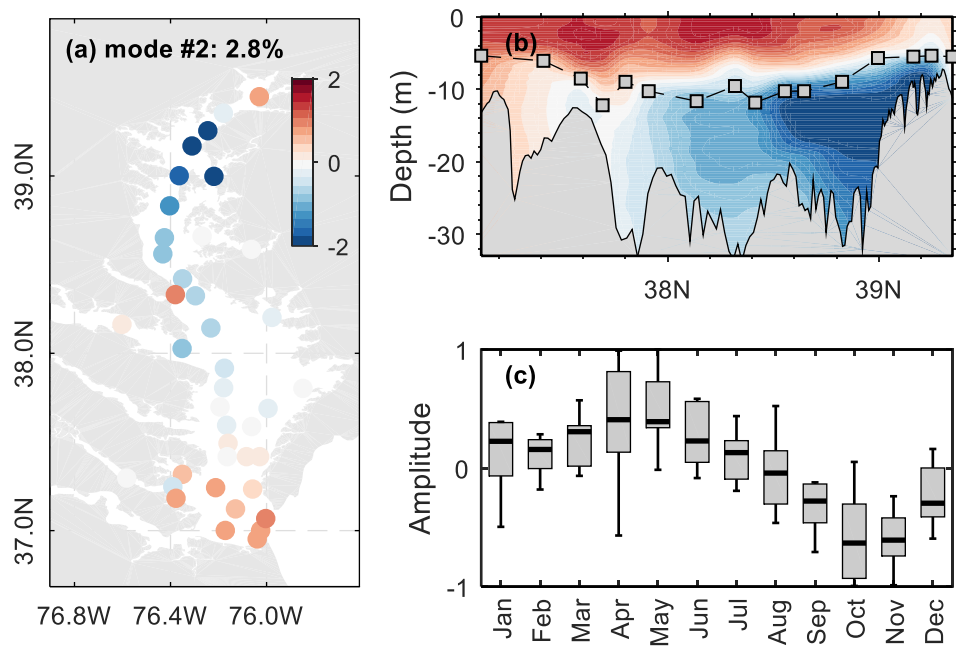 (a) mode #2: 2.8%
2
0
-2
39.0N
38.0N
37.0N
76.8W
76.4W
76.0W
(b)
0
-10
-20
-30
Depth (m)
38N
39N
(c)
1
0
-1
Amplitude
Jan
Feb
Mar
Apr
May
Jun
Jul
Aug
Sep
Oct
Nov
Dec